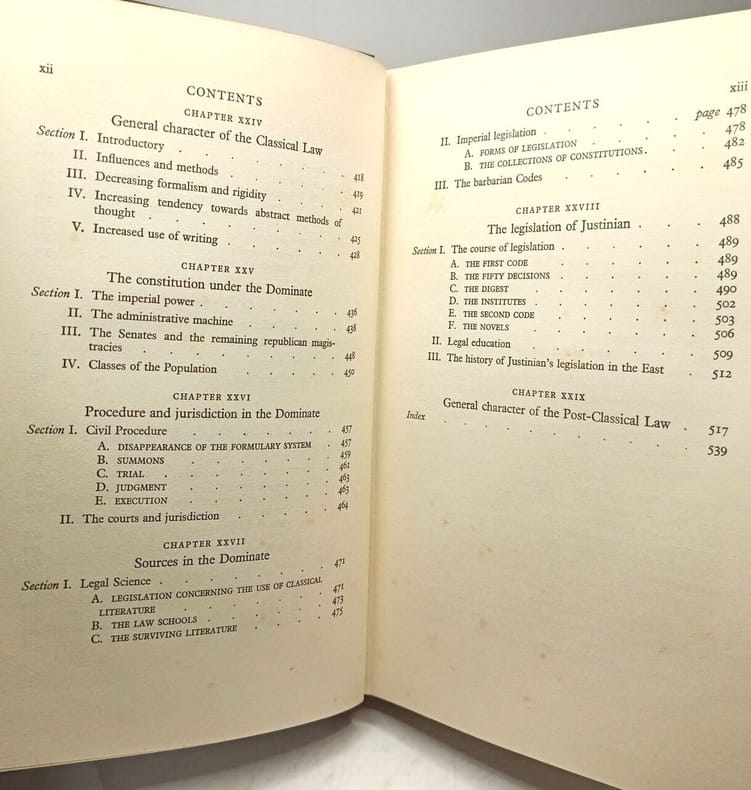 xii
CONTENTS
CHAPTER XXIV
General character of the Classical Law
Section I. Introductory . . . . . . 418
II. Influences and methods . . . . . 419
III. Decreasing formalism and rigidity . . . . 421
IV. Increasing tendency towards abstract methods of
thought . . . . . . . 425
V. Increased use of writing . . . . . 428
CHAPTER XXV
The constitution under the Dominate
Section I. The imperial power . . . . . . 436
II. The administrative machine . . . . . 438
III. The Senates and the remaining republican magis-
tracies . . . . . . . 448
IV. Classes of the Population . . . . . 450
CHAPTER XXVI
Procedure and jurisdiction in the Dominate
Section I. Civil Procedure . . . . . . 457
A. DISAPPEARANCE OF THE FORMULARY SYSTEM . 457
B. SUMMONS . . . . . . 459
C. TRIAL . . . . . . 461
D. JUDGMENT . . . . . . 463
E. EXECUTION . . . . . . 463
II. The courts and jurisdiction . . . . 464
CHAPTER XXVII
Sources in the Dominate
Section I. Legal Science . . . . . . 471
A. LEGISLATION CONCERNING THE USE OF CLASSICAL
LITERATURE . . . . . . 471
B. THE LAW SCHOOLS . . . . . 473
C. THE SURVIVING LITERATURE . . . . 475
CONTENTS
xiii
II. Imperial legislation . . . . . page 478
A. FORMS OF LEGISLATION . . . . . 478
B. THE COLLECTIONS OF CONSTITUTIONS . . . 482
III. The barbarian Codes . . . . . 485
CHAPTER XXVIII
The legislation of Justinian . . . 488
Section I. The course of legislation . . . . . 489
A. THE FIRST CODE . . . . . 489
B. THE FIFTY DECISIONS . . . . . 489
C. THE DIGEST . . . . . . 490
D. THE INSTITUTES . . . . . . 502
E. THE SECOND CODE . . . . . 503
F. THE NOVELS . . . . . . 506
II. Legal education . . . . . . 509
III. The history of Justinian's legislation in the East . 512
CHAPTER XXIX
General character of the Post-Classical Law . 517
Index . . . . . . . . 539